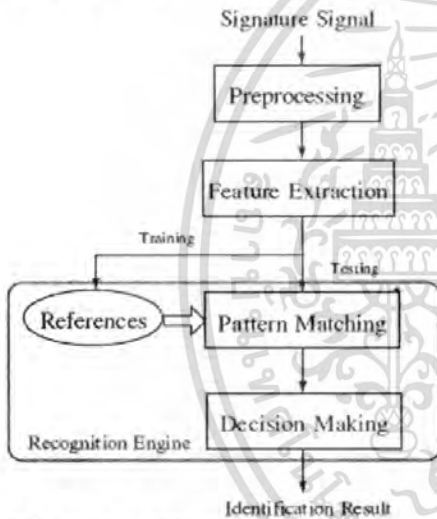 Signature Signal
Preprocessing
Feature Extraction
Training
Testing
References
Pattern Matching
Decision Making
Recognition Engine
Identification Result